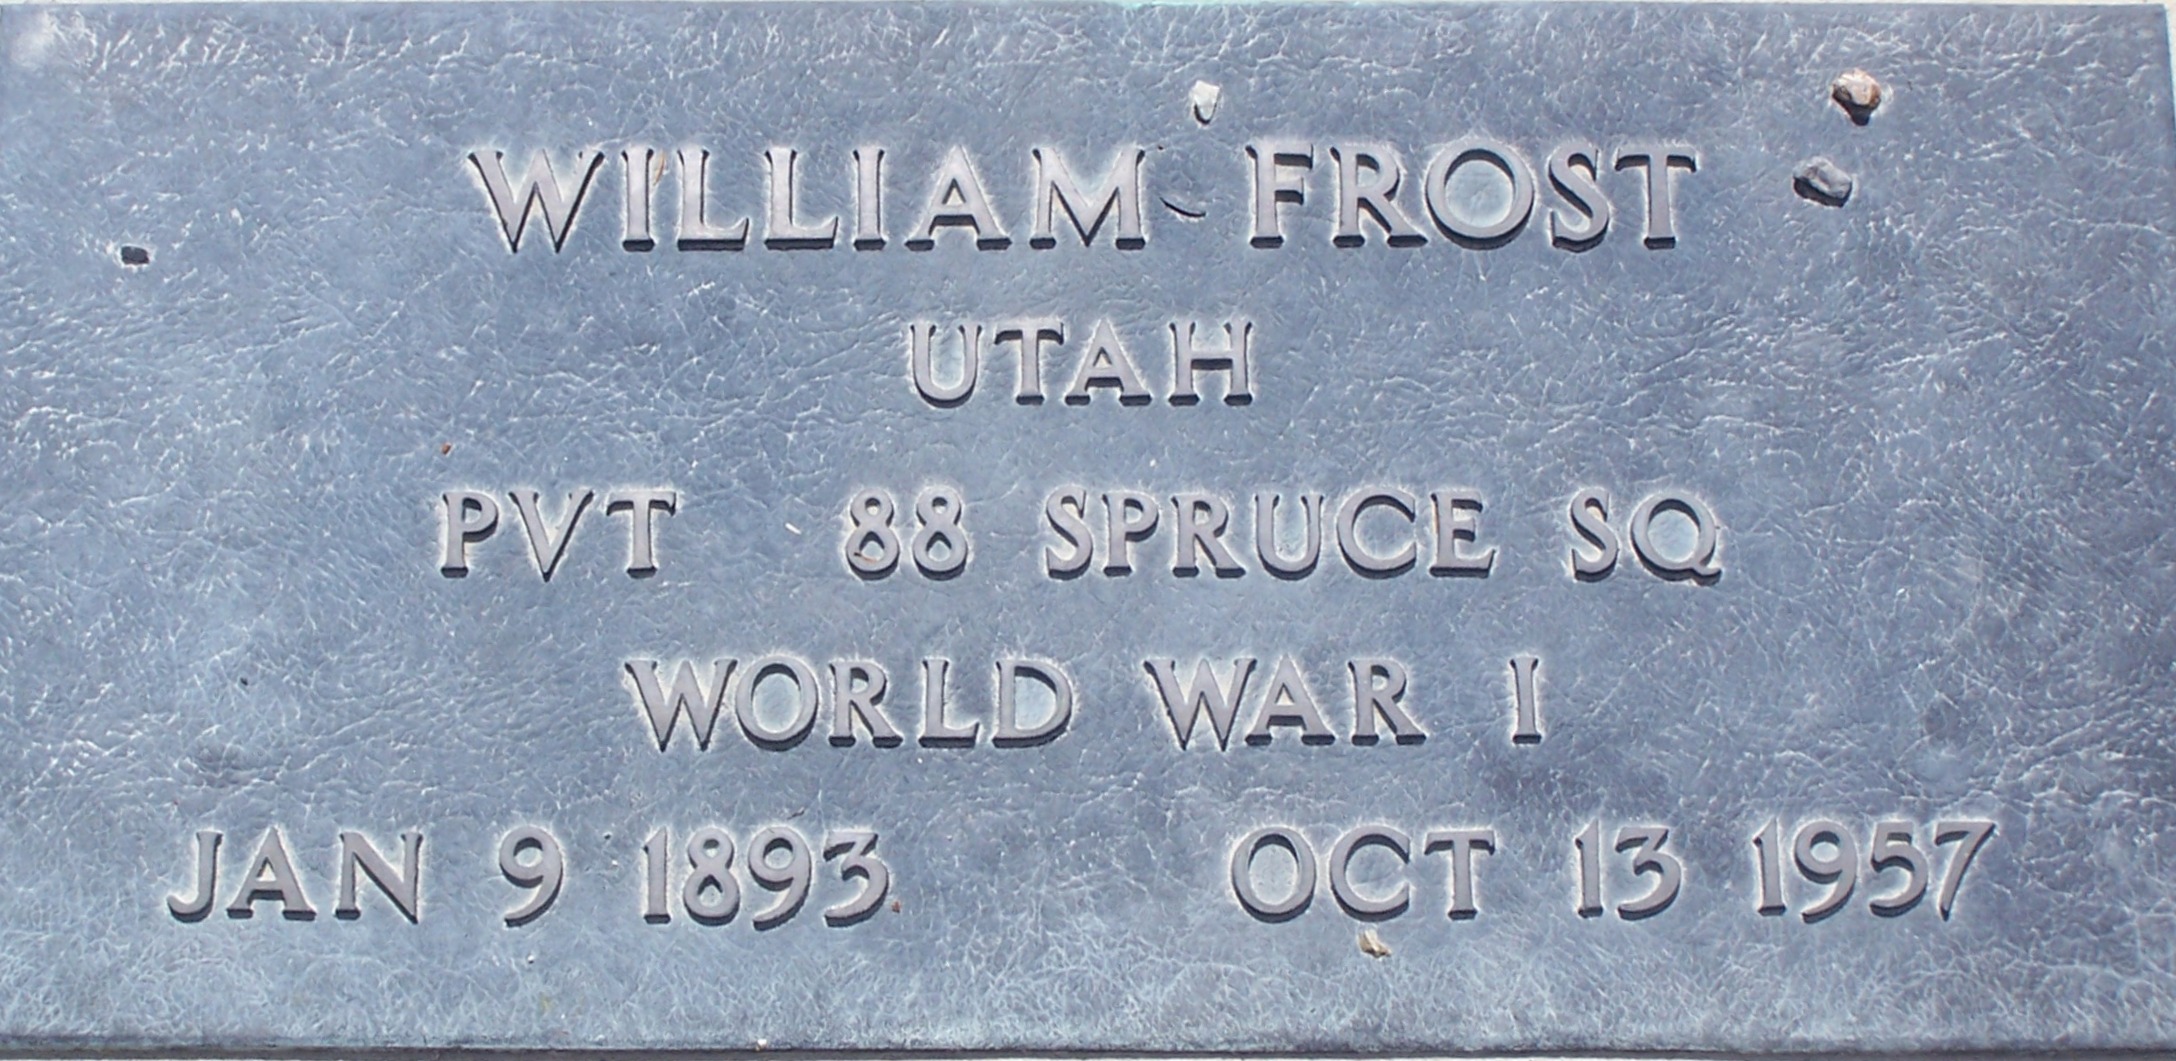 WILLIAM FROST
UTAH
PVT 88 SPRUCE SQ
WORLD WAR I
JAN 9 1893 OCT 13 1957